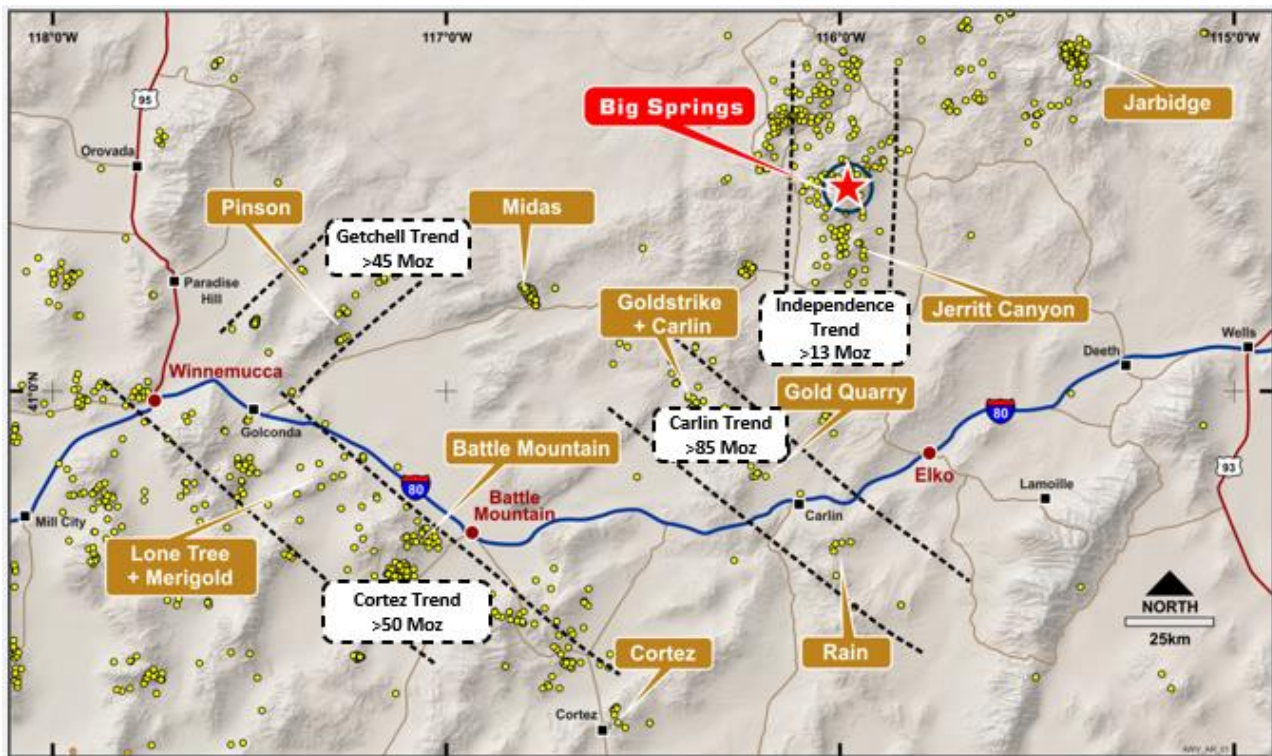 118°0'W
117°0'W
116°0'W
115°0'W
95
Big Springs
Jarbidge
Orovada
Pinson
Midas
Getchell Trend
>45 Moz
Paradise
Hill
Goldstrike
+ Carlin
Independence
Trend
>13 Moz
Jerritt Canyon
Wells
Deeth
41°0'N
Winnemucca
Gold Quarry
Golconda
Carlin Trend
>85 Moz
80
Battle Mountain
80
93
Elko
Lamoille
Mill City
Battle
Mountain
Carlin
Lone Tree
+ Merigold
Cortez Trend
>50 Moz
NORTH
25km
Cortez
Rain
Cortez
AWV_AR_01